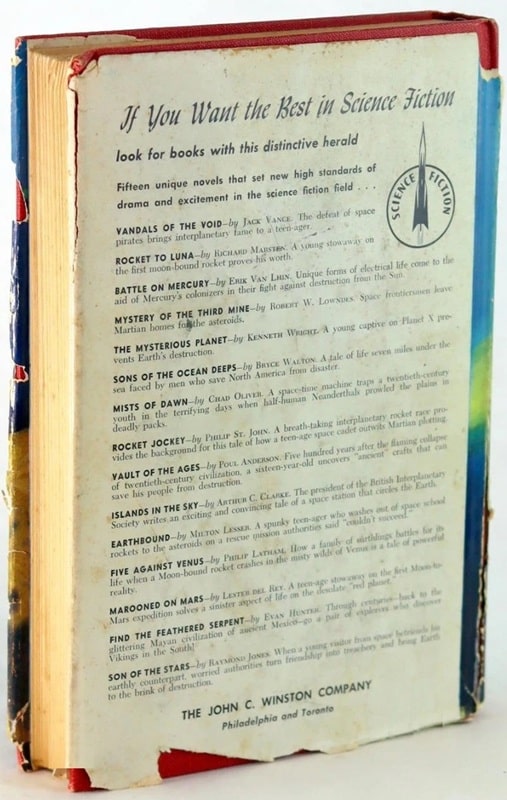 If You Want the Best in Science Fiction
look for books with this distinctive herald
Fifteen unique novels that set new high standards of
drama and excitement in the science fiction field . . .
SCIENCE FICTION
VANDALS OF THE VOID—by JACK VANCE. The defeat of space
pirates brings interplanetary fame to a teen-ager.
ROCKET TO LUNA—by RICHARD MARSTEN. A young stowaway on
the first moon-bound rocket proves his worth.
BATTLE ON MERCURY—by ERIK VAN LHIN. Unique forms of electrical life come to the
aid of Mercury's colonizers in their fight against destruction from the Sun.
MYSTERY OF THE THIRD MINE—by ROBERT W. LOWNDES. Space frontiersmen leave
Martian homes for the asteroids.
THE MYSTERIOUS PLANET—by KENNETH WRIGHT. A young captive on Planet X pre-
vents Earth's destruction.
SONS OF THE OCEAN DEEPS—by BRYCE WALTON. A tale of life seven miles under the
sea faced by men who save North America from disaster.
MISTS OF DAWN—by CHAD OLIVER. A space-time machine traps a twentieth-century
youth in the terrifying days when half-human Neanderthals prowled the plains in
deadly packs.
ROCKET JOCKEY—by PHILIP ST. JOHN. A breath-taking interplanetary rocket race pro-
vides the background for this tale of how a teen-age space cadet outwits Martian plotting.
VAULT OF THE AGES—by POUL ANDERSON. Five hundred years after the flaming collapse
of twentieth-century civilization, a sixteen-year-old uncovers "ancient" crafts that can
save his people from destruction.
ISLANDS IN THE SKY—by ARTHUR C. CLARKE. The president of the British Interplanetary
Society writes an exciting and convincing tale of a space station that circles the Earth.
EARTHBOUND—by MILTON LESSER. A spunky teen-ager who washes out of space school
rockets to the asteroids on a rescue mission authorities said "couldn't succeed."
FIVE AGAINST VENUS—by PHILIP LATHAM. How a family of earthlings battles for its
life when a Moon-bound rocket crashes in the misty wilds of Venus is a tale of powerful
reality.
MAROONED ON MARS—by LESTER DEL REY. A teen-age stowaway on the first Moon-to-
Mars expedition solves a sinister aspect of life on the desolate "red planet."
FIND THE FEATHERED SERPENT—by EVAN HUNTER. Through centuries—back to the
glittering Mayan civilization of ancient Mexico—go a pair of explorers who discover
Vikings in the South!
SON OF THE STARS—by RAYMOND JONES. When a young visitor from space befriends his
earthly counterpart, worried authorities turn friendship into treachery and bring Earth
to the brink of destruction.
THE JOHN C. WINSTON COMPANY
Philadelphia and Toronto